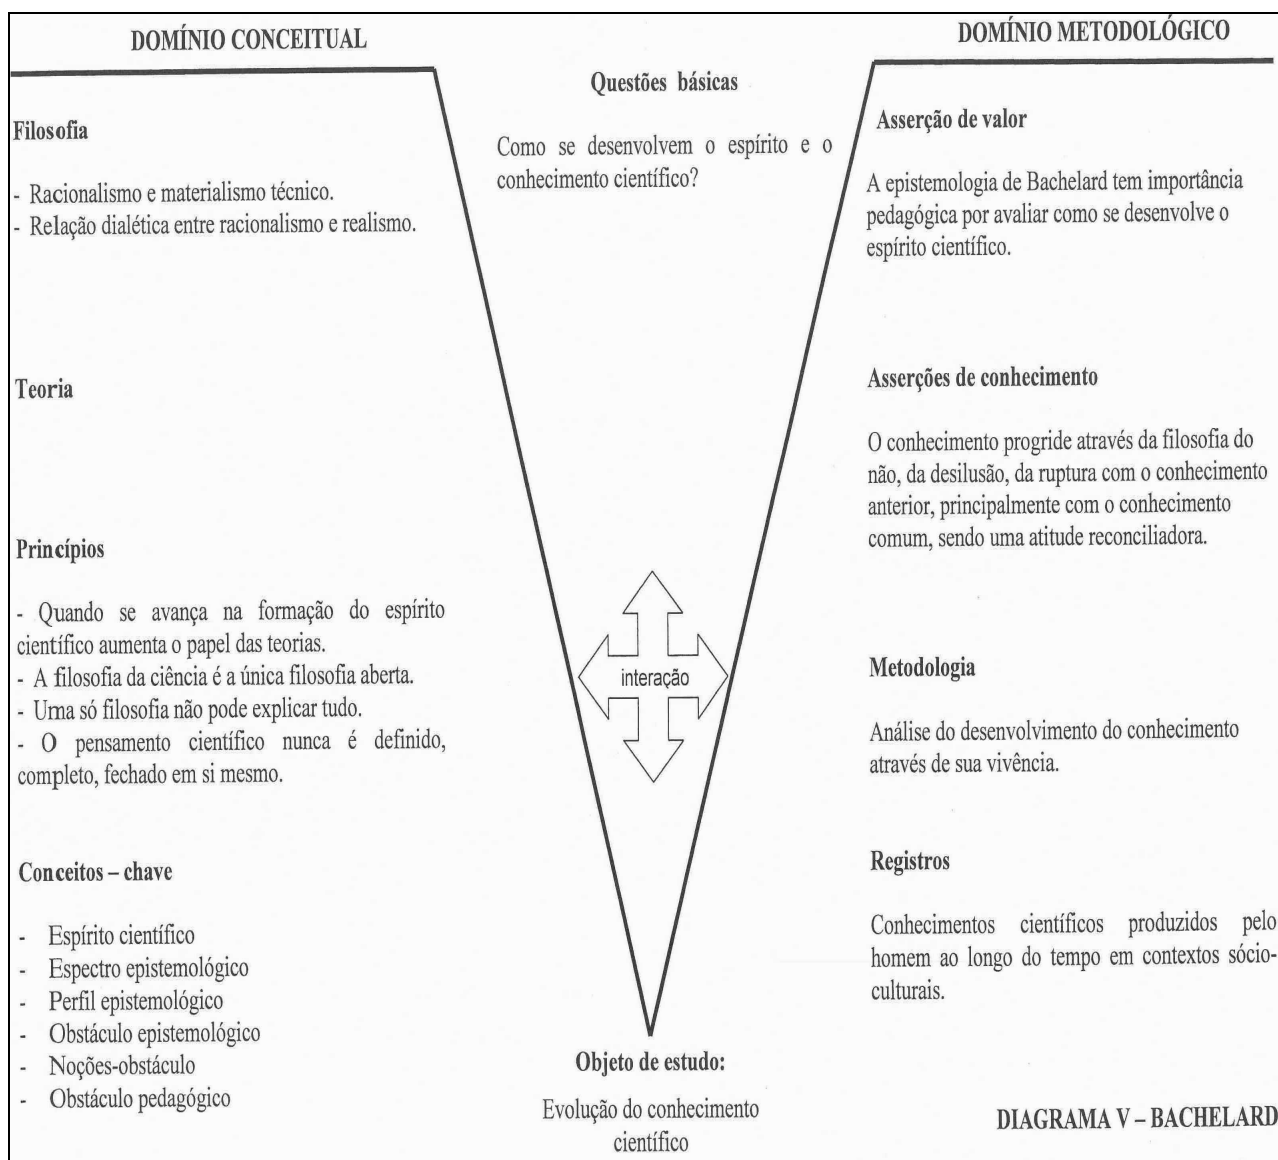 DOMÍNIO CONCEITUAL
Filosofia
- Racionalismo e materialismo técnico.
- Relação dialética entre racionalismo e realismo.
Teoria
Princípios
- Quando se avança na formação do espírito
científico aumenta o papel das teorias.
- A filosofia da ciência é a única filosofia aberta.
- Uma só filosofia não pode explicar tudo.
- O pensamento científico nunca é definido,
completo, fechado em si mesmo.
Conceitos – chave
- Espírito científico
- Espectro epistemológico
- Perfil epistemológico
- Obstáculo epistemológico
- Noções-obstáculo
- Obstáculo pedagógico
Questões básicas
Como se desenvolvem o espírito e o
conhecimento científico?
interação
Objeto de estudo:
Evolução do conhecimento
científico
DOMÍNIO METODOLÓGICO
Asserção de valor
A epistemologia de Bachelard tem importância
pedagógica por avaliar como se desenvolve o
espírito científico.
Asserções de conhecimento
O conhecimento progride através da filosofia do
não, da desilusão, da ruptura com o conhecimento
anterior, principalmente com o conhecimento
comum, sendo uma atitude reconciliadora.
Metodologia
Análise do desenvolvimento do conhecimento
através de sua vivência.
Registros
Conhecimentos científicos produzidos pelo
homem ao longo do tempo em contextos sócio-
culturais.
DIAGRAMA V – BACHELARD